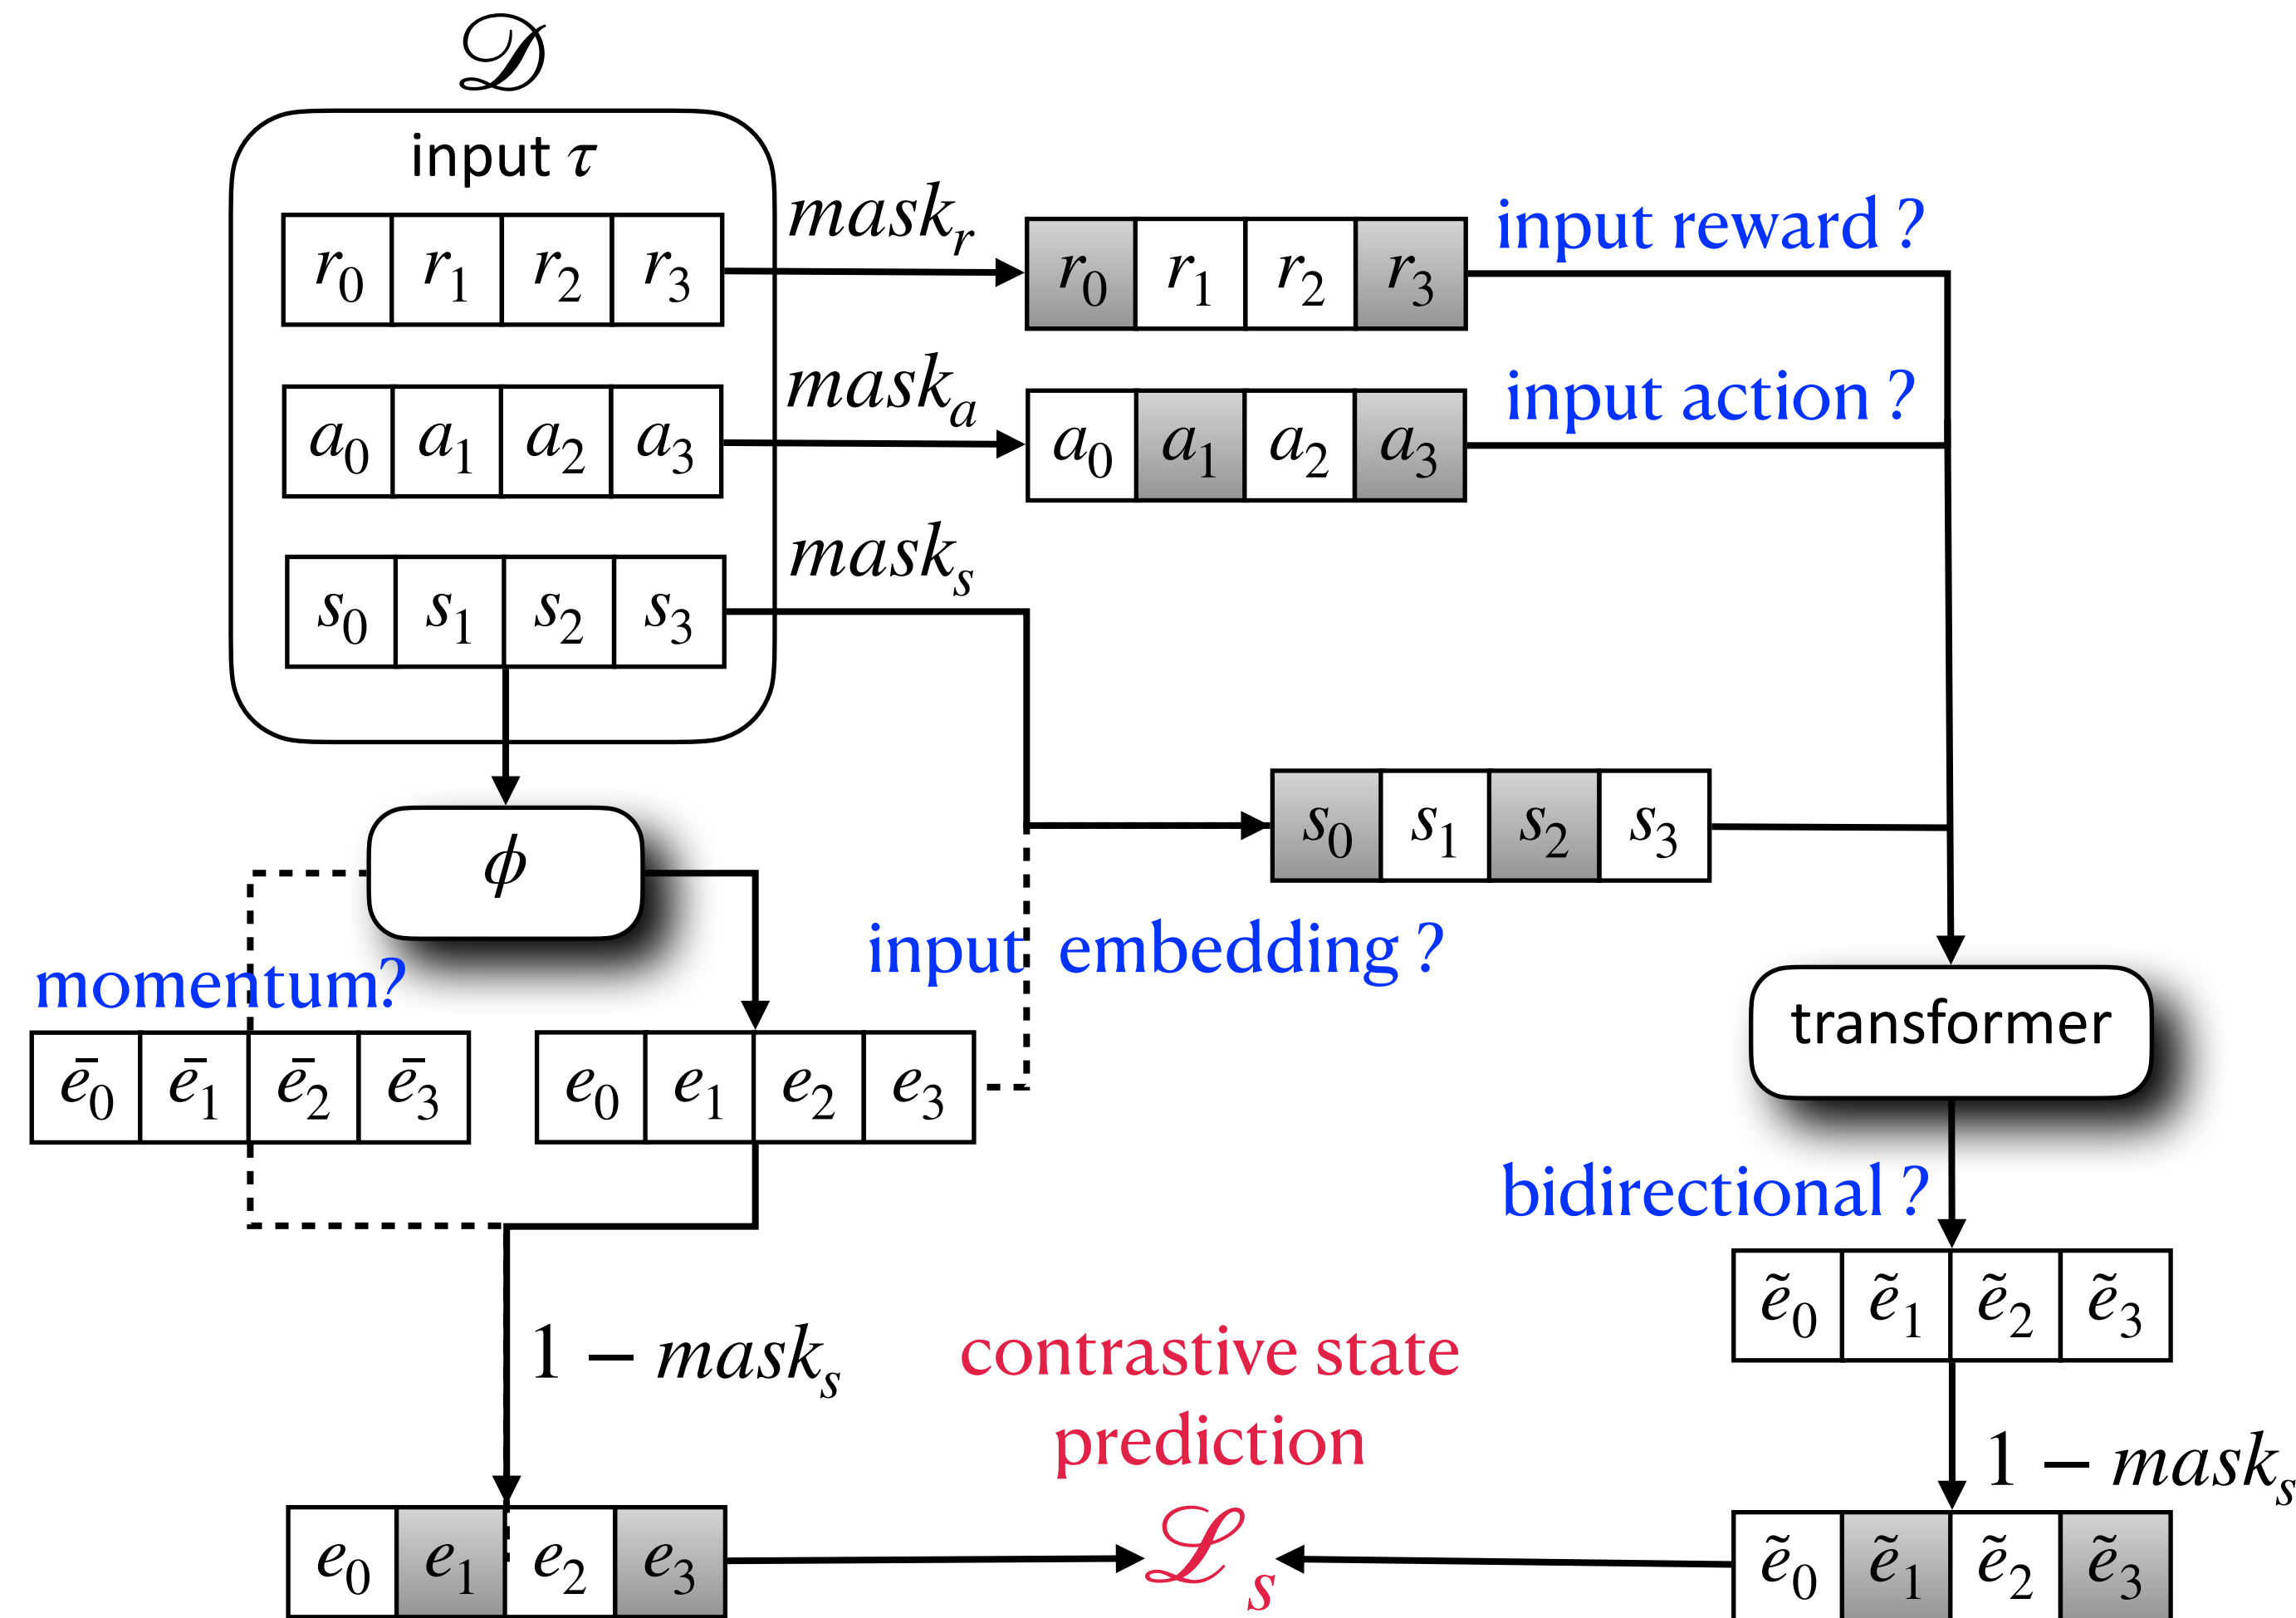 𝒟
input τ
r₀ r₁ r₂ r₃
mask_r
r₀ r₁ r₂ r₃
input reward ?
a₀ a₁ a₂ a₃
mask_a
a₀ a₁ a₂ a₃
input action ?
s₀ s₁ s₂ s₃
mask_s
s₀ s₁ s₂ s₃
ϕ
momentum?
input embedding ?
transformer
ē₀ ē₁ ē₂ ē₃
e₀ e₁ e₂ e₃
bidirectional ?
ẽ₀ ẽ₁ ẽ₂ ẽ₃
1 − mask_s
contrastive state
prediction
1 − mask_s
e₀ e₁ e₂ e₃
ℒ_s
ẽ₀ ẽ₁ ẽ₂ ẽ₃